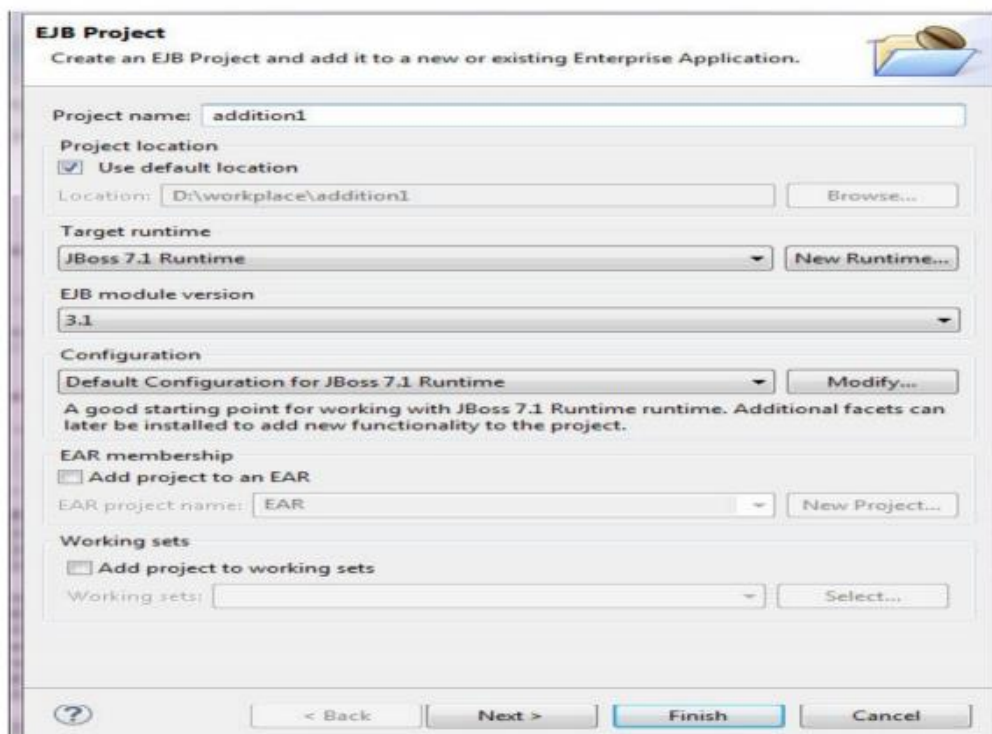 EJB Project
Create an EJB Project and add it to a new or existing Enterprise Application.
Project name: addition1
Project location
Use default location
Location: D:\workplace\addition1 Browse...
Target runtime
JBoss 7.1 Runtime New Runtime...
EJB module version
3.1
Configuration
Default Configuration for JBoss 7.1 Runtime Modify...
A good starting point for working with JBoss 7.1 Runtime runtime. Additional facets can
later be installed to add new functionality to the project.
EAR membership
Add project to an EAR
EAR project name: EAR New Project...
Working sets
Add project to working sets
Working sets: Select...
? < Back Next > Finish Cancel